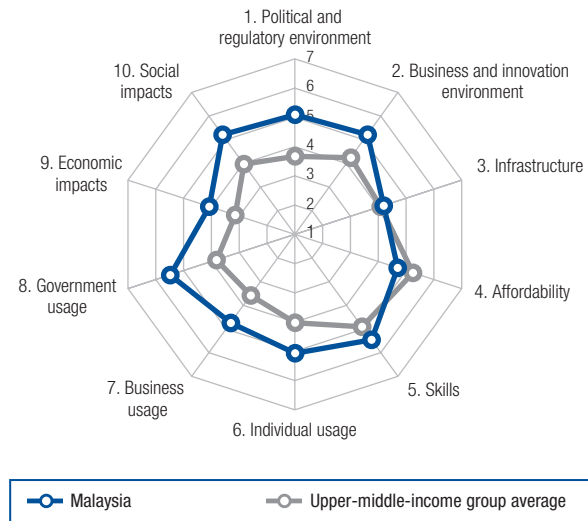 1. Political and
regulatory environment
2. Business and innovation
environment
3. Infrastructure
4. Affordability
5. Skills
6. Individual usage
7. Business
usage
8. Government
usage
9. Economic
impacts
10. Social
impacts
7
6
5
4
3
2
1
Malaysia
Upper-middle-income group average